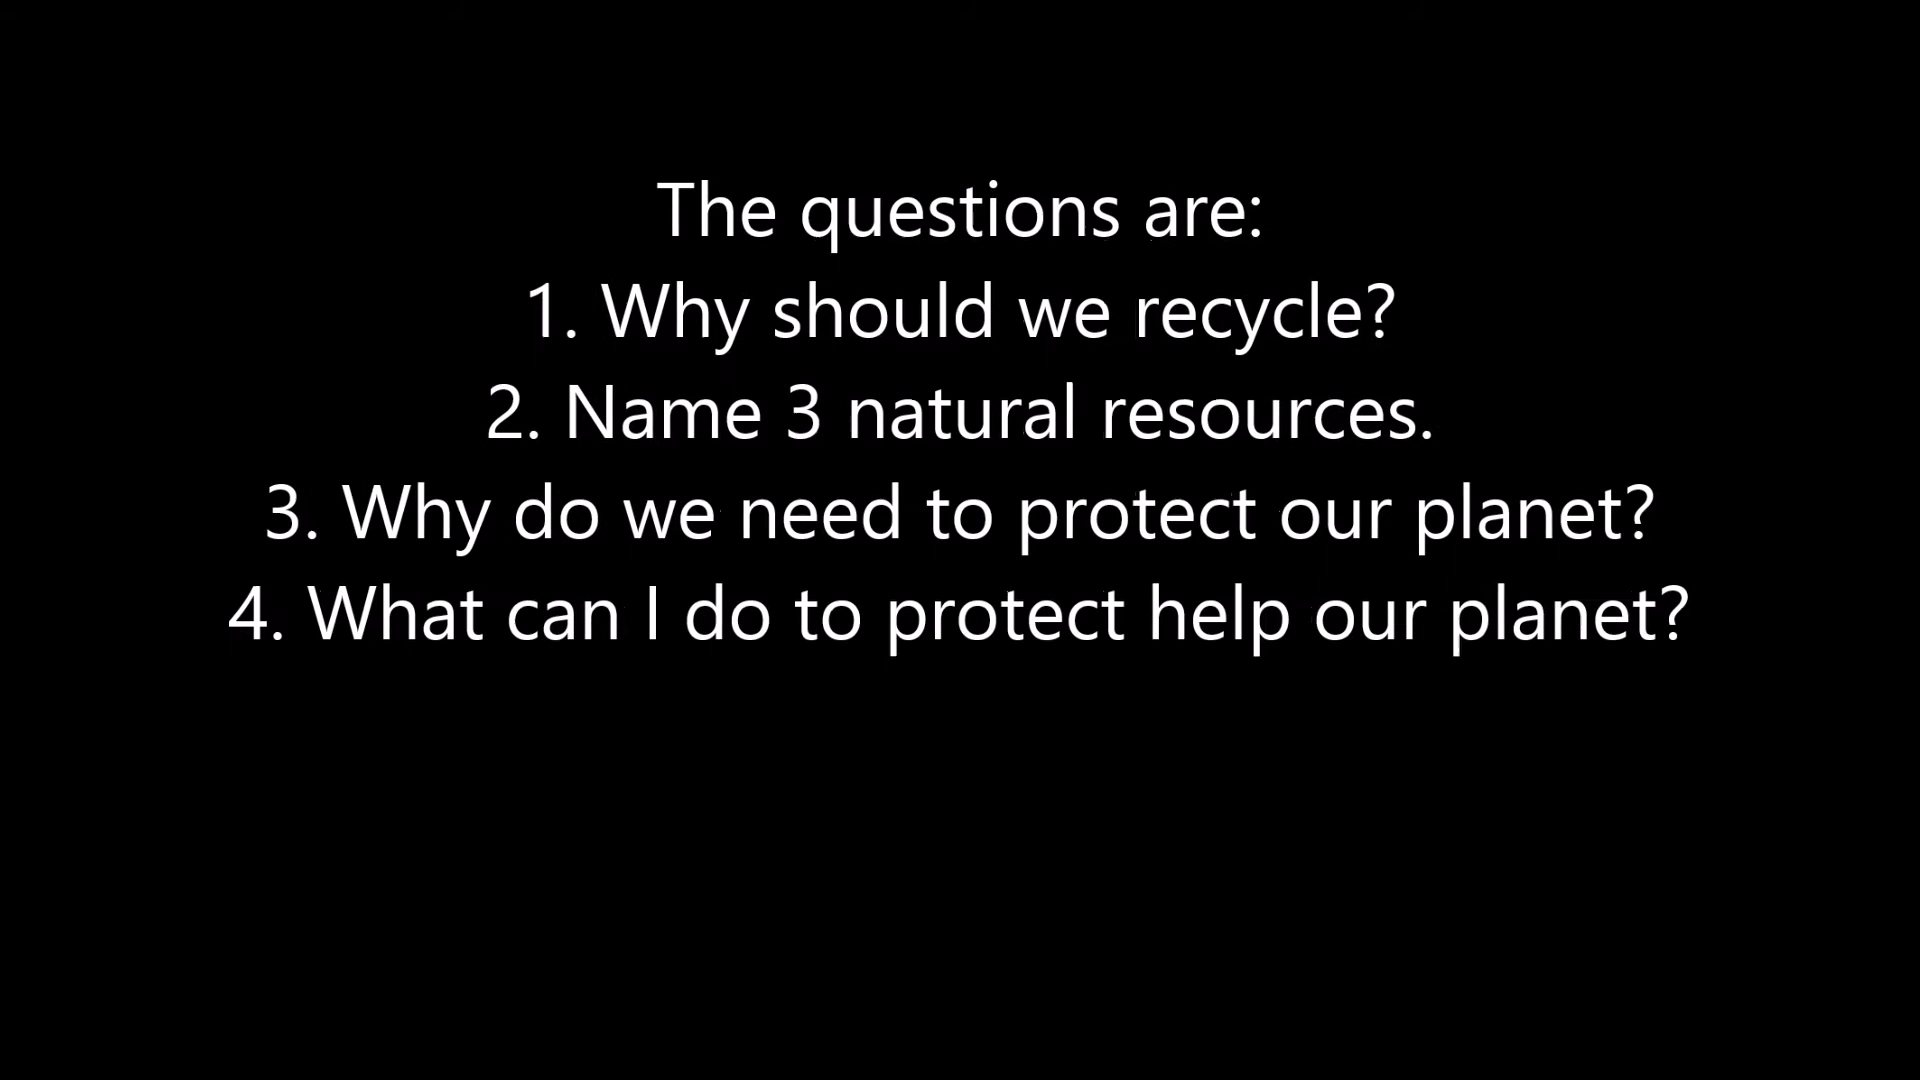 The questions are:
1. Why should we recycle?
2. Name 3 natural resources.
3. Why do we need to protect our planet?
4. What can I do to protect help our planet?